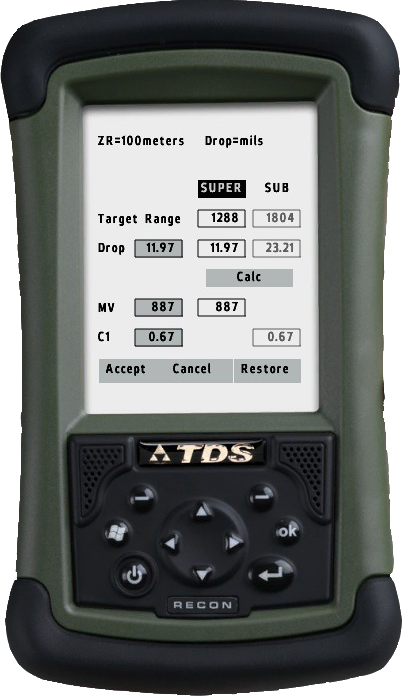 ZR=100meters Drop=mils
SUPER SUB
Target Range 1288 1804
Drop 11.97 11.97 23.21
Calc
MV 887 887
C1 0.67 0.67
Accept Cancel Restore
TDS
ok
RECON